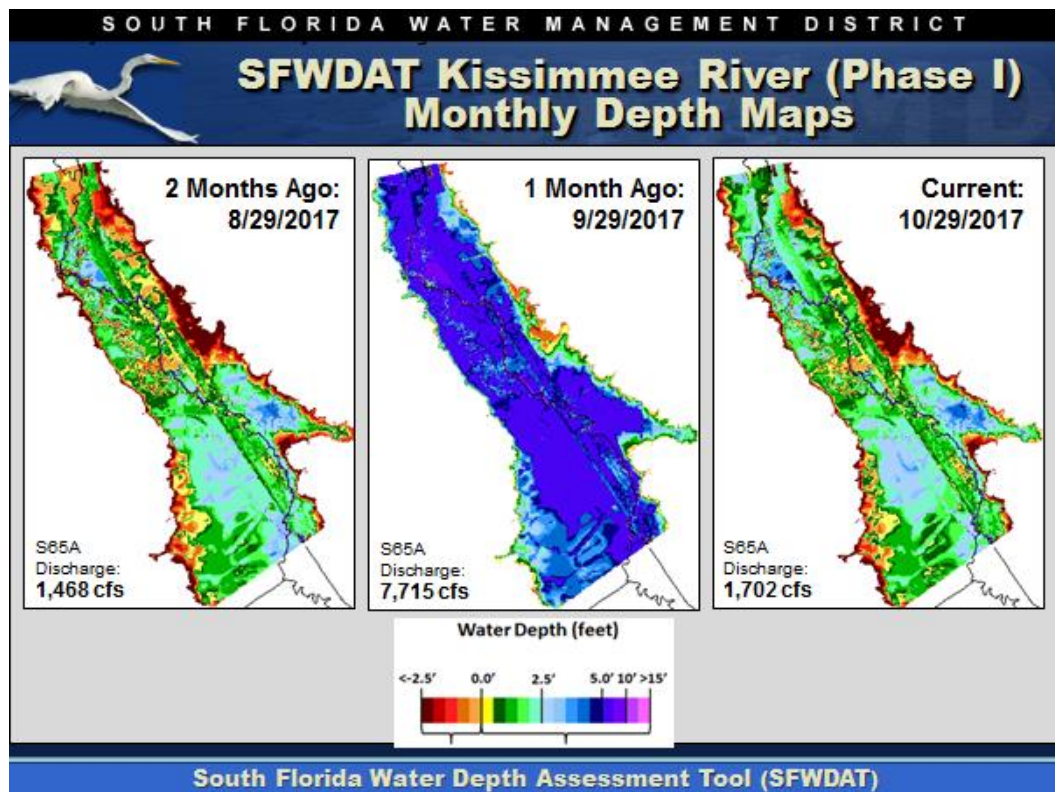 SOUTH FLORIDA WATER MANAGEMENT DISTRICT
SFWDAT Kissimmee River (Phase I)
Monthly Depth Maps
2 Months Ago:
8/29/2017
S65A
Discharge:
1,468 cfs
1 Month Ago:
9/29/2017
S65A
Discharge:
7,715 cfs
Current:
10/29/2017
S65A
Discharge:
1,702 cfs
Water Depth (feet)
<-2.5' 0.0' 2.5' 5.0' 10' >15'
South Florida Water Depth Assessment Tool (SFWDAT)